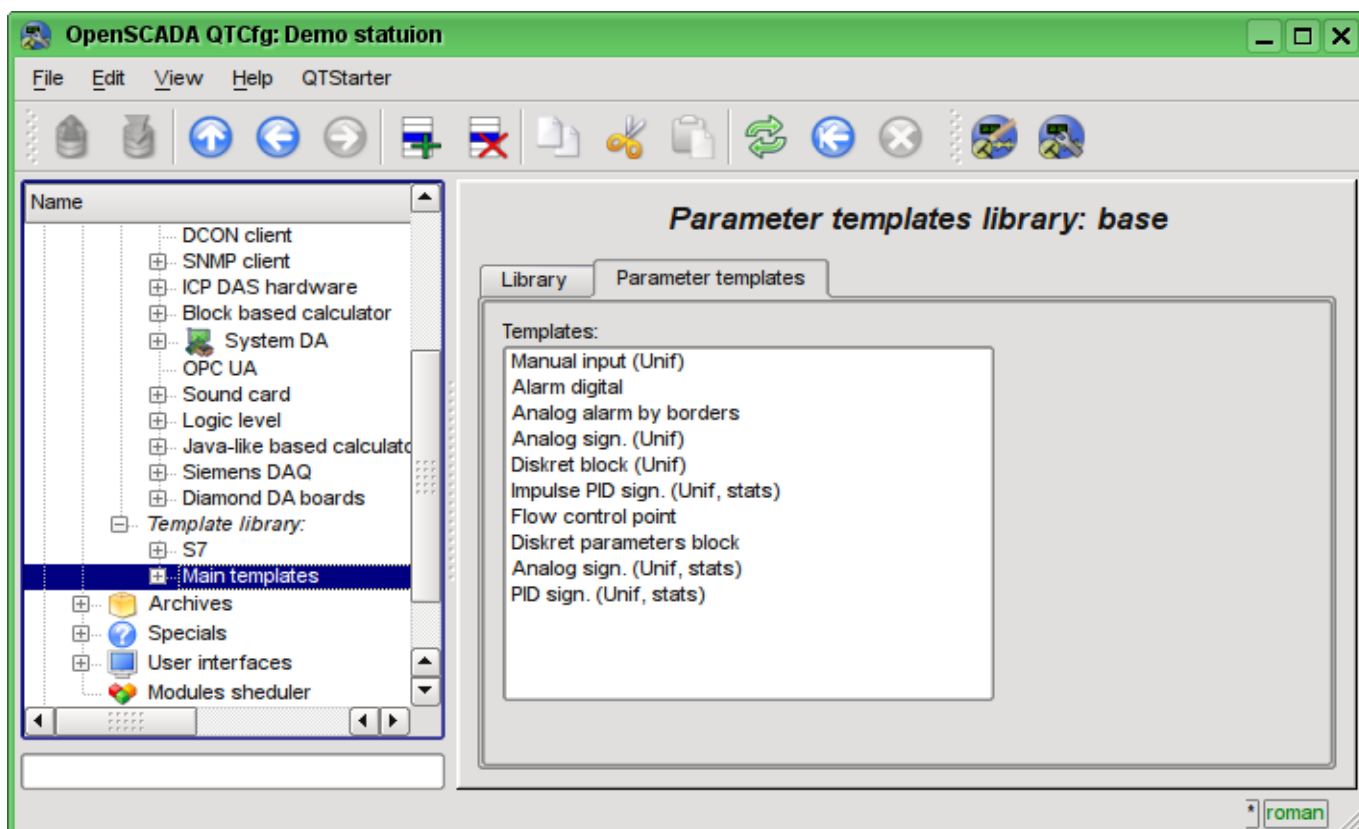 OpenSCADA QTCfg: Demo statuion
File Edit View Help QTStarter
Name
DCON client
SNMP client
ICP DAS hardware
Block based calculator
System DA
OPC UA
Sound card
Logic level
Java-like based calculatc
Siemens DAQ
Diamond DA boards
Template library:
S7
Main templates
Archives
Specials
User interfaces
Modules sheduler
Parameter templates library: base
Library Parameter templates
Templates:
Manual input (Unif)
Alarm digital
Analog alarm by borders
Analog sign. (Unif)
Diskret block (Unif)
Impulse PID sign. (Unif, stats)
Flow control point
Diskret parameters block
Analog sign. (Unif, stats)
PID sign. (Unif, stats)
* roman